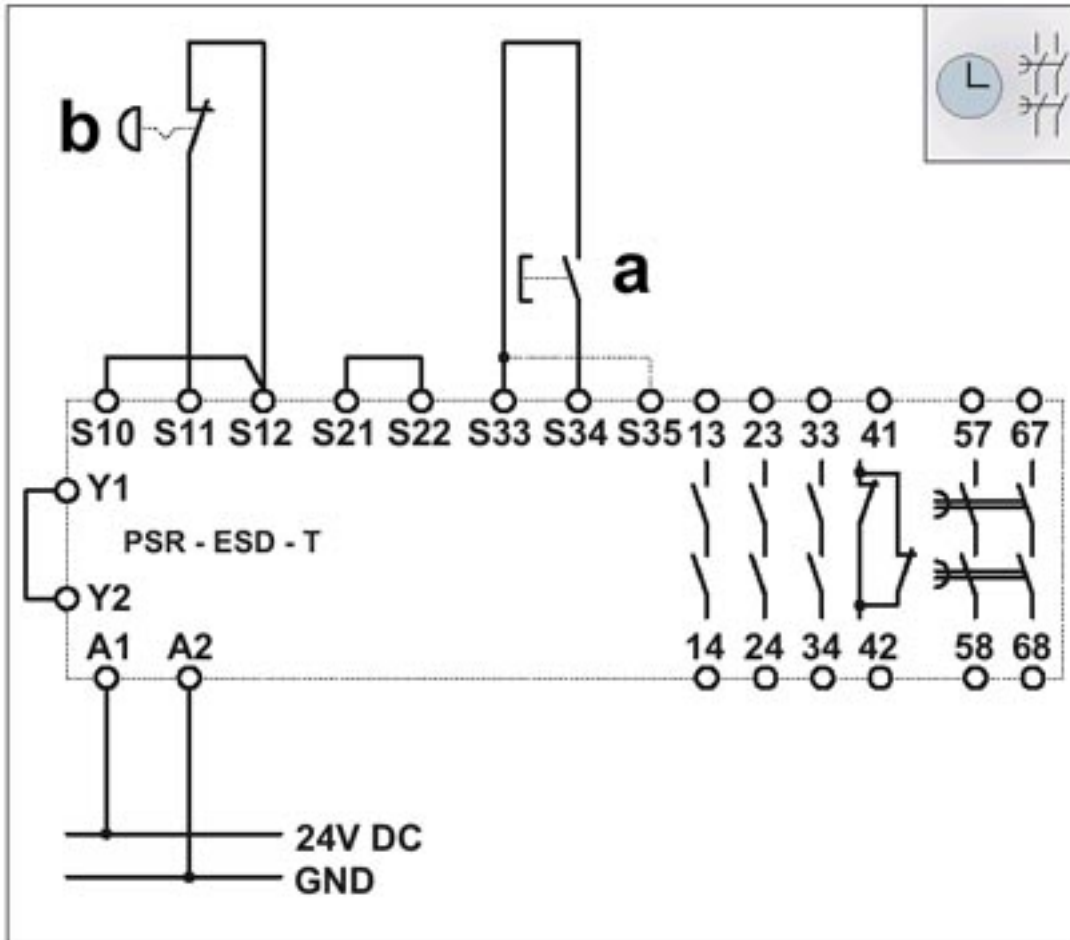 b
a
S10 S11 S12 S21 S22 S33 S34 S35 13 23 33 41 57 67
Y1
PSR - ESD - T
Y2
A1 A2 14 24 34 42 58 68
24V DC
GND